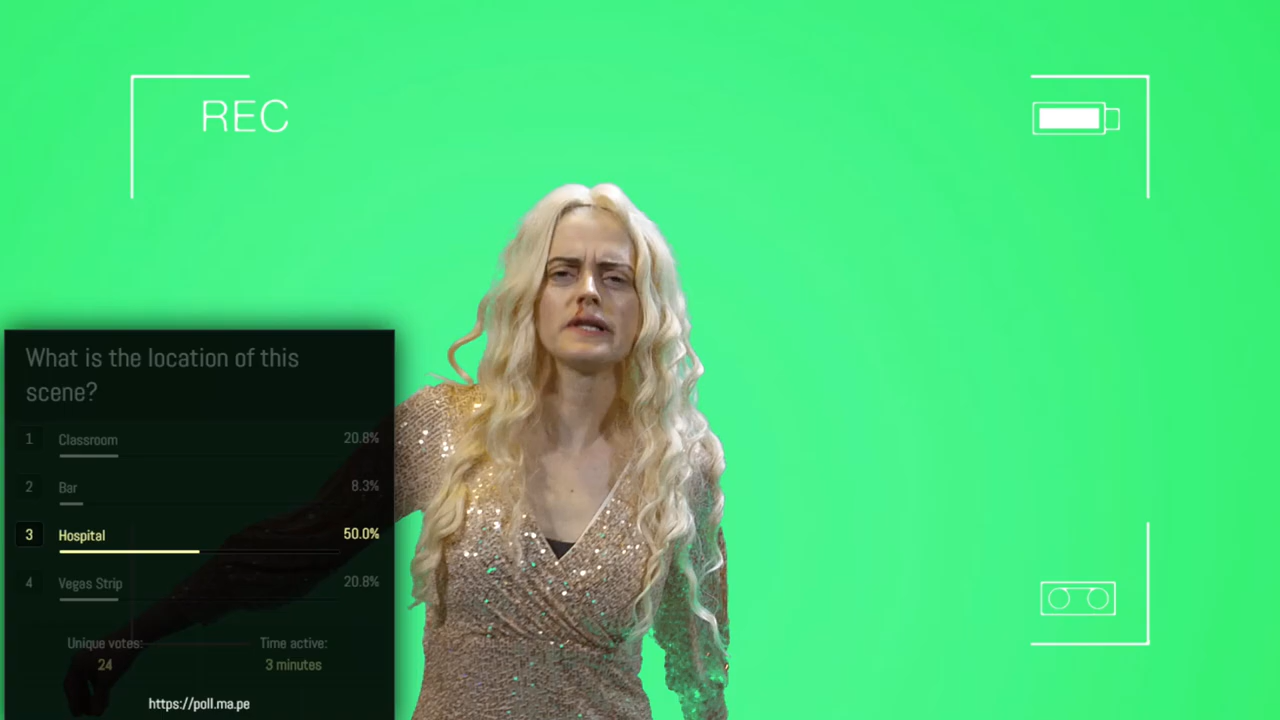 REC
What is the location of this
scene?
1 Classroom 20.8%
2 Bar 8.3%
3 Hospital 50.0%
4 Vegas Strip 20.8%
Unique votes: Time active:
24 3 minutes
https://poll.ma.pe